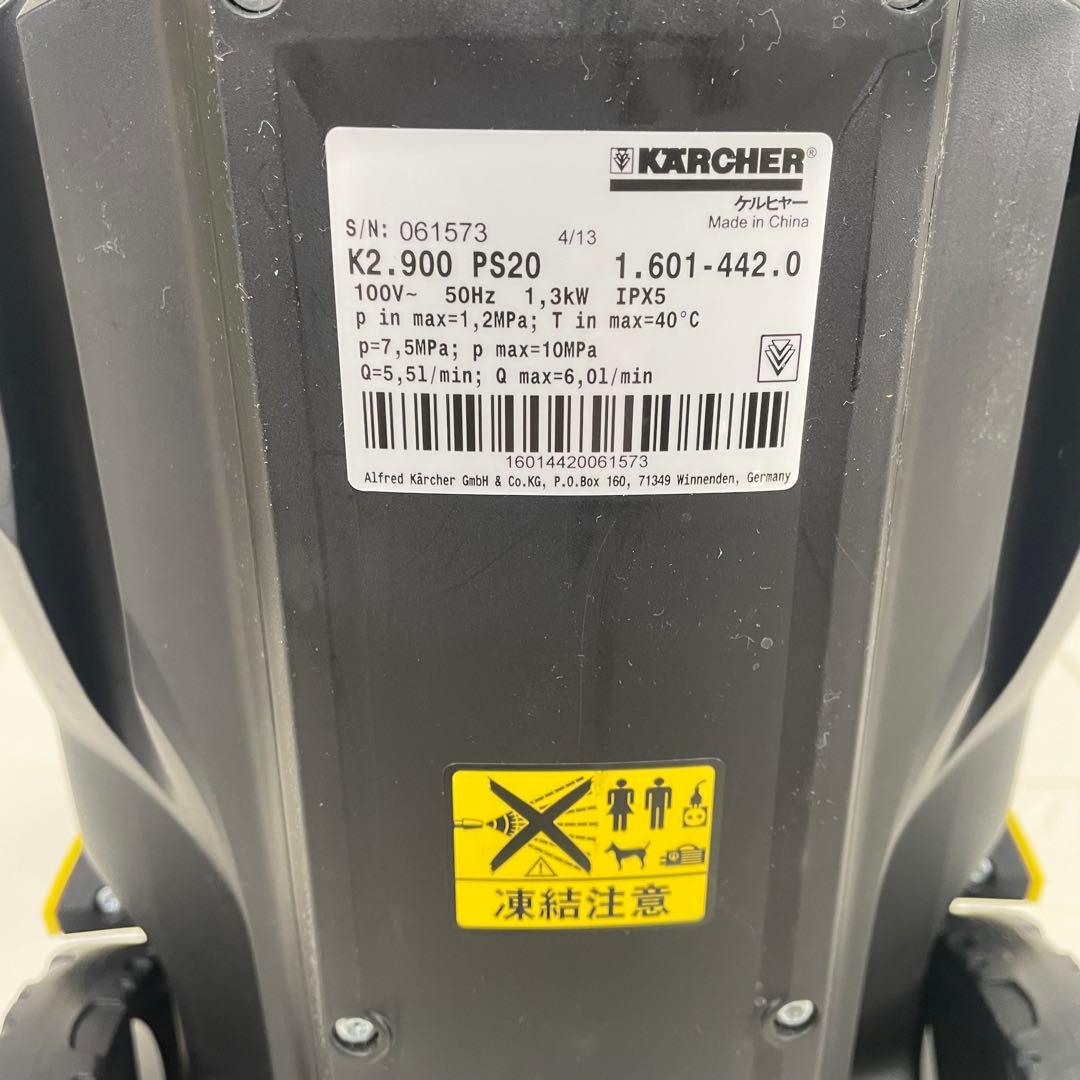 KÄRCHER®
ケルヒャー
Made in China
S/N: 061573 4/13
K2.900 PS20 1.601-442.0
100V~ 50Hz 1,3kW IPX5
p in max=1,2MPa; T in max=40°C
p=7,5MPa; p max=10MPa
Q=5,5l/min; Q max=6,0l/min
16014420061573
Alfred Kärcher GmbH & Co.KG, P.O.Box 160, 71349 Winnenden, Germany
凍結注意